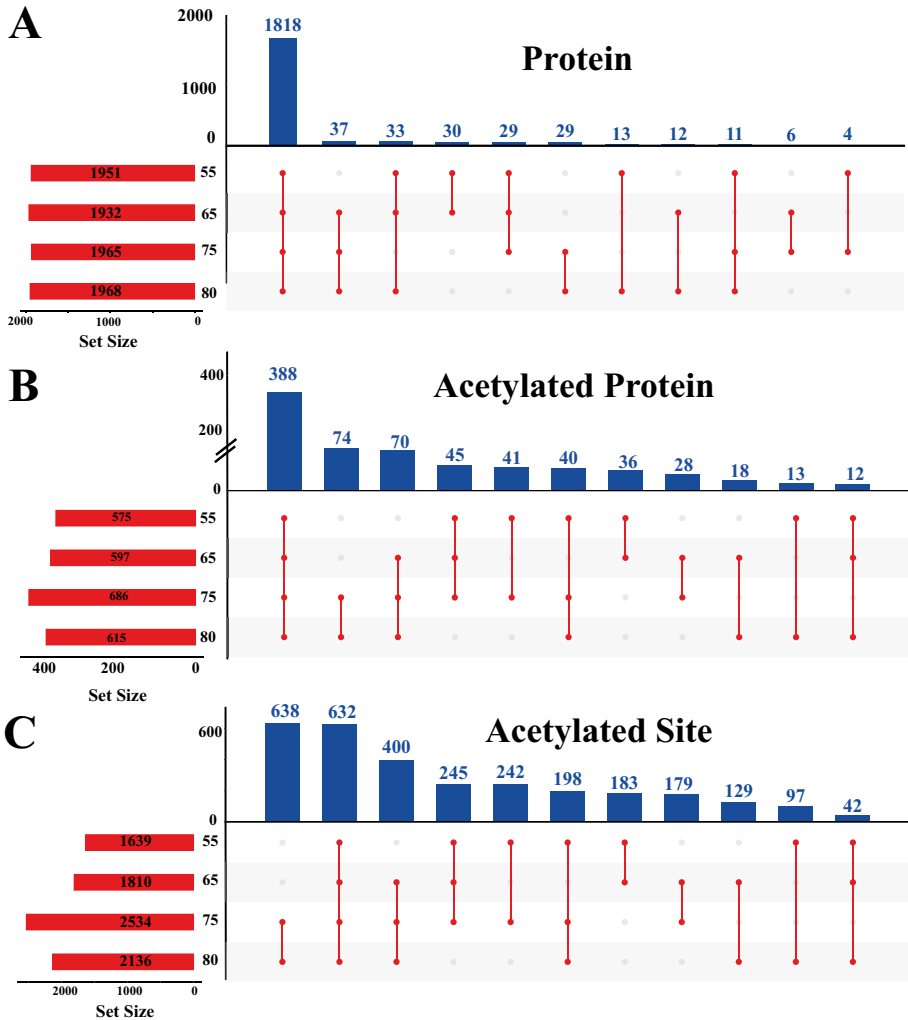 A
2000
1000
0
Protein
1818 37 33 30 29 29 13 12 11 6 4
1951 55
1932 65
1965 75
1968 80
2000 1000 0
Set Size
B
400
200
0
Acetylated Protein
388 74 70 45 41 40 36 28 18 13 12
575 55
597 65
686 75
615 80
400 200 0
Set Size
C
600
0
Acetylated Site
638 632 400 245 242 198 183 179 129 97 42
1639 55
1810 65
2534 75
2136 80
2000 1000 0
Set Size